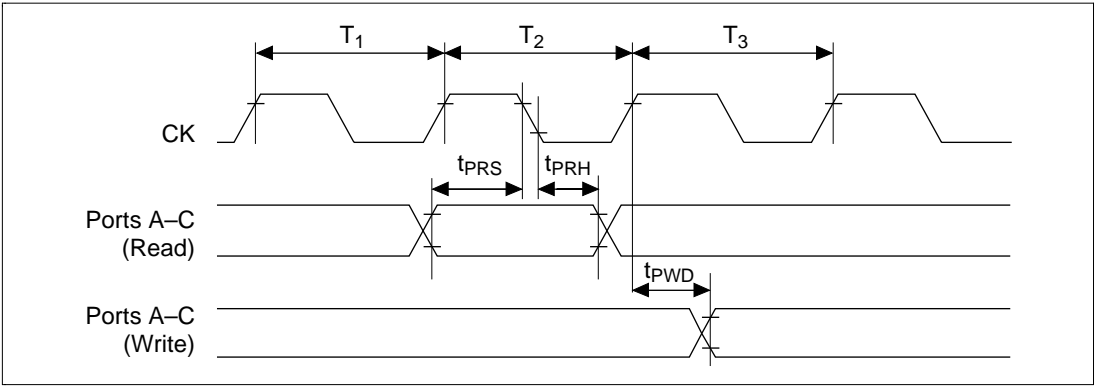 T1 T2 T3
CK
tPRS tPRH
Ports A–C
(Read)
tPWD
Ports A–C
(Write)